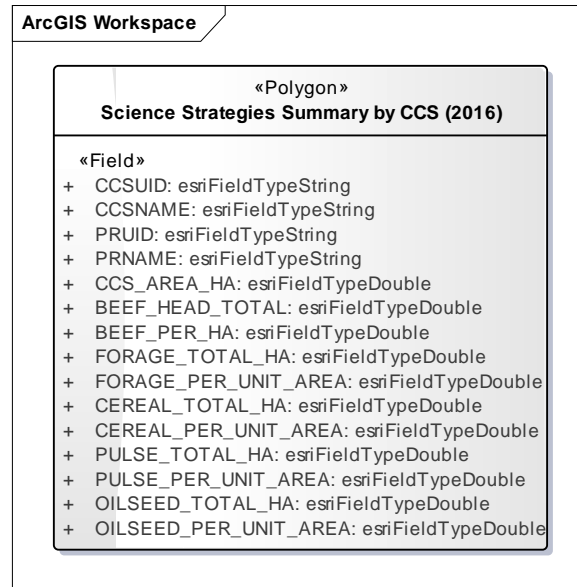 ArcGIS Workspace
«Polygon»
Science Strategies Summary by CCS (2016)
«Field»
+ CCSUID: esriFieldTypeString
+ CCSNAME: esriFieldTypeString
+ PRUID: esriFieldTypeString
+ PRNAME: esriFieldTypeString
+ CCS_AREA_HA: esriFieldTypeDouble
+ BEEF_HEAD_TOTAL: esriFieldTypeDouble
+ BEEF_PER_HA: esriFieldTypeDouble
+ FORAGE_TOTAL_HA: esriFieldTypeDouble
+ FORAGE_PER_UNIT_AREA: esriFieldTypeDouble
+ CEREAL_TOTAL_HA: esriFieldTypeDouble
+ CEREAL_PER_UNIT_AREA: esriFieldTypeDouble
+ PULSE_TOTAL_HA: esriFieldTypeDouble
+ PULSE_PER_UNIT_AREA: esriFieldTypeDouble
+ OILSEED_TOTAL_HA: esriFieldTypeDouble
+ OILSEED_PER_UNIT_AREA: esriFieldTypeDouble